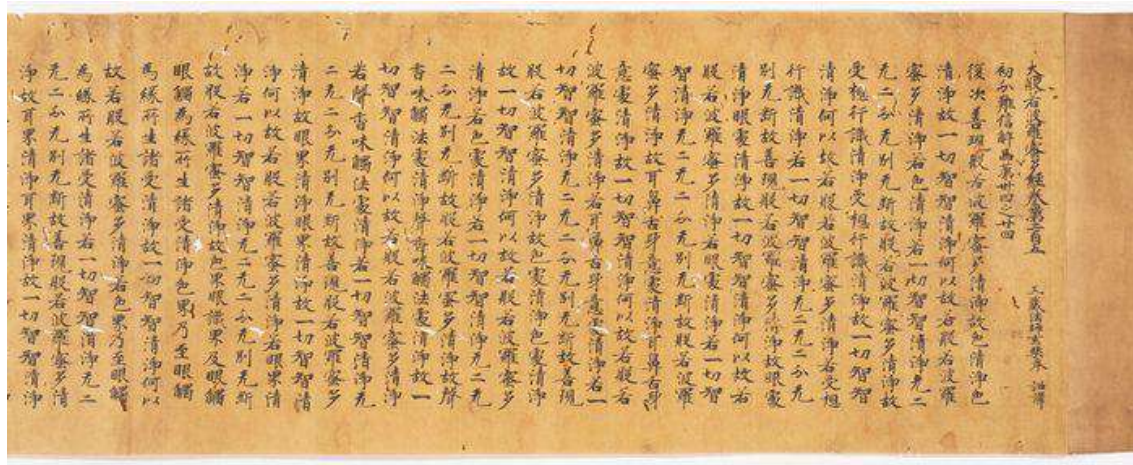 大般若波羅蜜多經卷第二百五
初分難信解品第卅四之廿四 三藏法師玄奘奉 詔譯
復次善現般若波羅蜜多清淨故色清淨色
清淨故一切智智清淨何以故若般若波羅
蜜多清淨若色清淨若一切智智清淨无二
无二分无別无斷故般若波羅蜜多清淨故
受想行識清淨受想行識清淨故一切智智
清淨何以故若般若波羅蜜多清淨若受想
行識清淨若一切智智清淨无二无二分无
別无斷故善現般若波羅蜜多清淨故眼處
清淨眼處清淨故一切智智清淨何以故若
般若波羅蜜多清淨若眼處清淨若一切智
智清淨无二无二分无別无斷故般若波羅
蜜多清淨故耳鼻舌身意處清淨耳鼻舌身
意處清淨故一切智智清淨何以故若般若
波羅蜜多清淨若耳鼻舌身意處清淨若一
切智智清淨无二无二分无別无斷故善現
般若波羅蜜多清淨故色處清淨色處清淨
故一切智智清淨何以故若般若波羅蜜多
清淨若色處清淨若一切智智清淨无二无
二分无別无斷故般若波羅蜜多清淨故聲
香味觸法處清淨聲香味觸法處清淨故一
切智智清淨何以故若般若波羅蜜多清淨
若聲香味觸法處清淨若一切智智清淨无
二无二分无別无斷故善現般若波羅蜜多
清淨故眼界清淨眼界清淨故一切智智清
淨何以故若般若波羅蜜多清淨若眼界清
淨若一切智智清淨无二无二分无別无斷
故般若波羅蜜多清淨故色界眼識界及眼觸
眼觸為緣所生諸受清淨色界乃至眼觸
為緣所生諸受清淨故一切智智清淨何以
故若般若波羅蜜多清淨若色界乃至眼觸
為緣所生諸受清淨若一切智智清淨无二
无二分无別无斷故善現般若波羅蜜多清
淨故耳界清淨耳界清淨故一切智智清淨